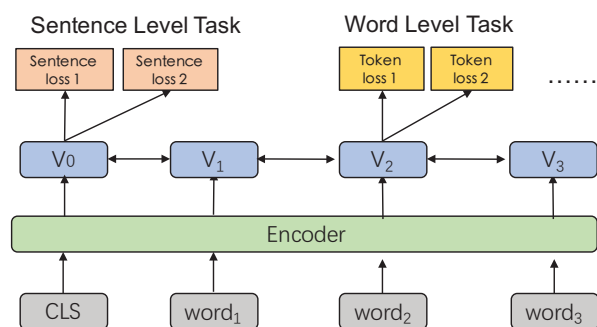 Sentence Level Task
Word Level Task
Sentence
loss 1
Sentence
loss 2
Token
loss 1
Token
loss 2
......
V0
V₁
V₂
V₃
Encoder
CLS
word₁
word₂
word₃